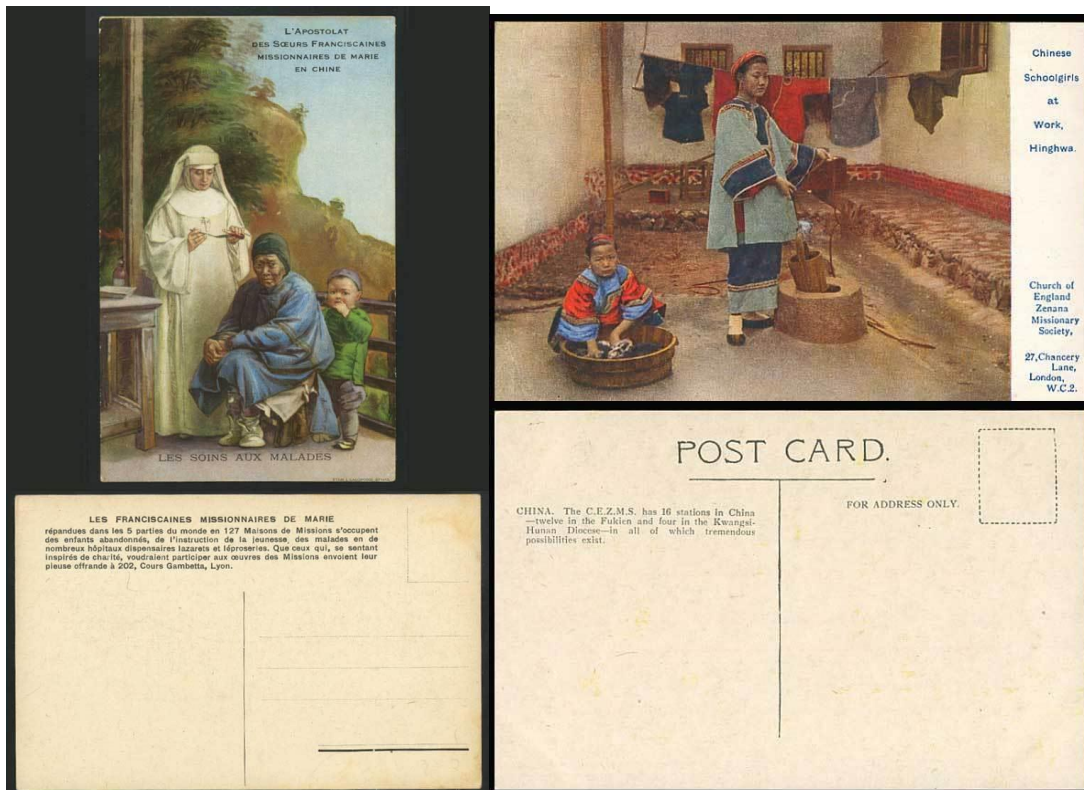 L'APOSTOLAT
DES SŒURS FRANCISCAINES
MISSIONNAIRES DE MARIE
EN CHINE
LES SOINS AUX MALADES
LES FRANCISCAINES MISSIONNAIRES DE MARIE
répandues dans les 5 parties du monde en 127 Maisons de Missions s'occupent
des enfants abandonnés, de l'instruction de la jeunesse, des malades en de
nombreux hôpitaux dispensaires lazarets et léproseries. Que ceux qui, se sentant
inspirés de charité, voudraient participer aux œuvres des Missions envoient leur
pieuse offrande à 202, Cours Gambetta, Lyon.
Chinese
Schoolgirls
at
Work,
Hinghwa.
Church of
England
Zenana
Missionary
Society,
27,Chancery
Lane,
London,
W.C.2.
POST CARD.
CHINA. The C.E.Z.M.S. has 16 stations in China
—twelve in the Fukien and four in the Kwangsi-
Hunan Diocese—in all of which tremendous
possibilities exist.
FOR ADDRESS ONLY.